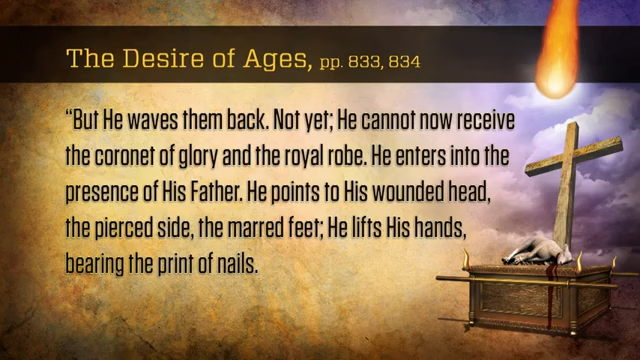 The Desire of Ages, pp. 833, 834
“But He waves them back. Not yet; He cannot now receive
the coronet of glory and the royal robe. He enters into the
presence of His Father. He points to His wounded head,
the pierced side, the marred feet; He lifts His hands,
bearing the print of nails.